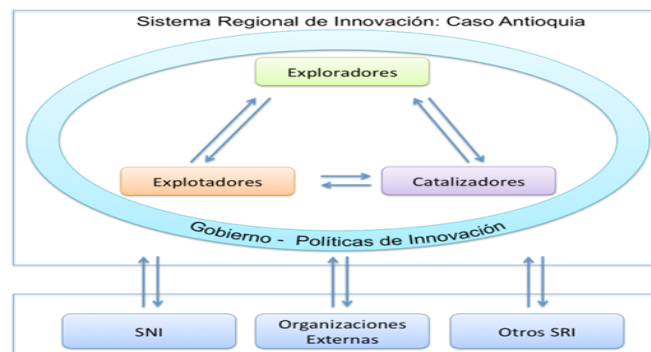 Sistema Regional de Innovación: Caso Antioquia
Exploradores
Explotadores
Catalizadores
Gobierno - Políticas de Innovación
SNI
Organizaciones
Externas
Otros SRI